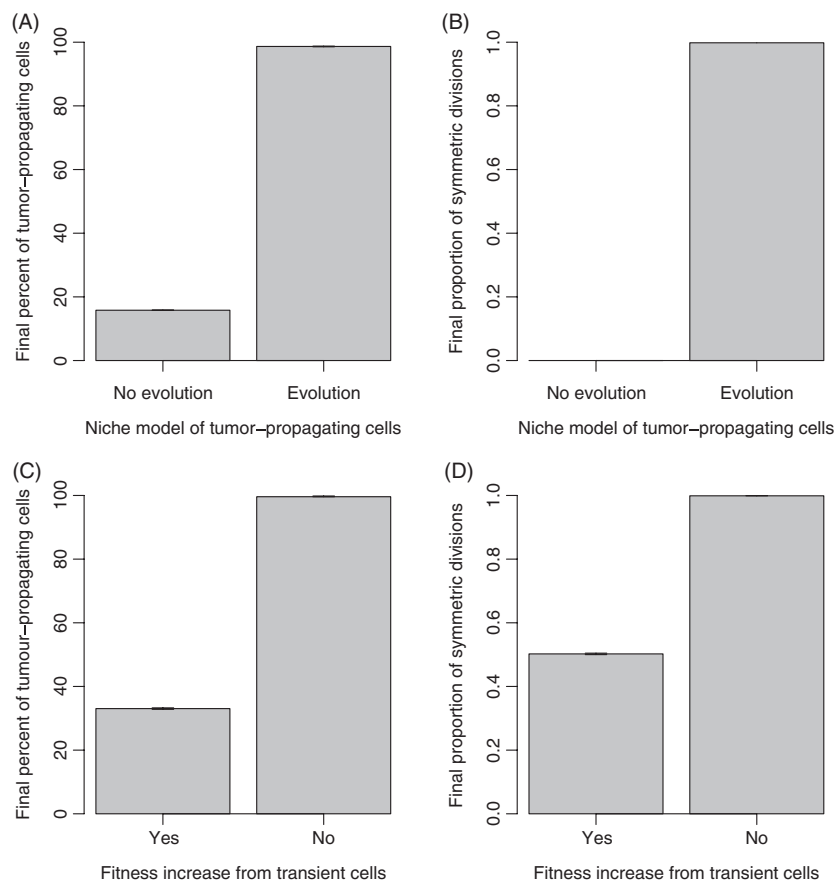 (A)
Final percent of tumor–propagating cells
0 20 40 60 80 100
No evolution Evolution
Niche model of tumor–propagating cells
(B)
Final proportion of symmetric divisions
0.0 0.2 0.4 0.6 0.8 1.0
No evolution Evolution
Niche model of tumor–propagating cells
(C)
Final percent of tumour–propagating cells
0 20 40 60 80 100
Yes No
Fitness increase from transient cells
(D)
Final proportion of symmetric divisions
0.0 0.2 0.4 0.6 0.8 1.0
Yes No
Fitness increase from transient cells